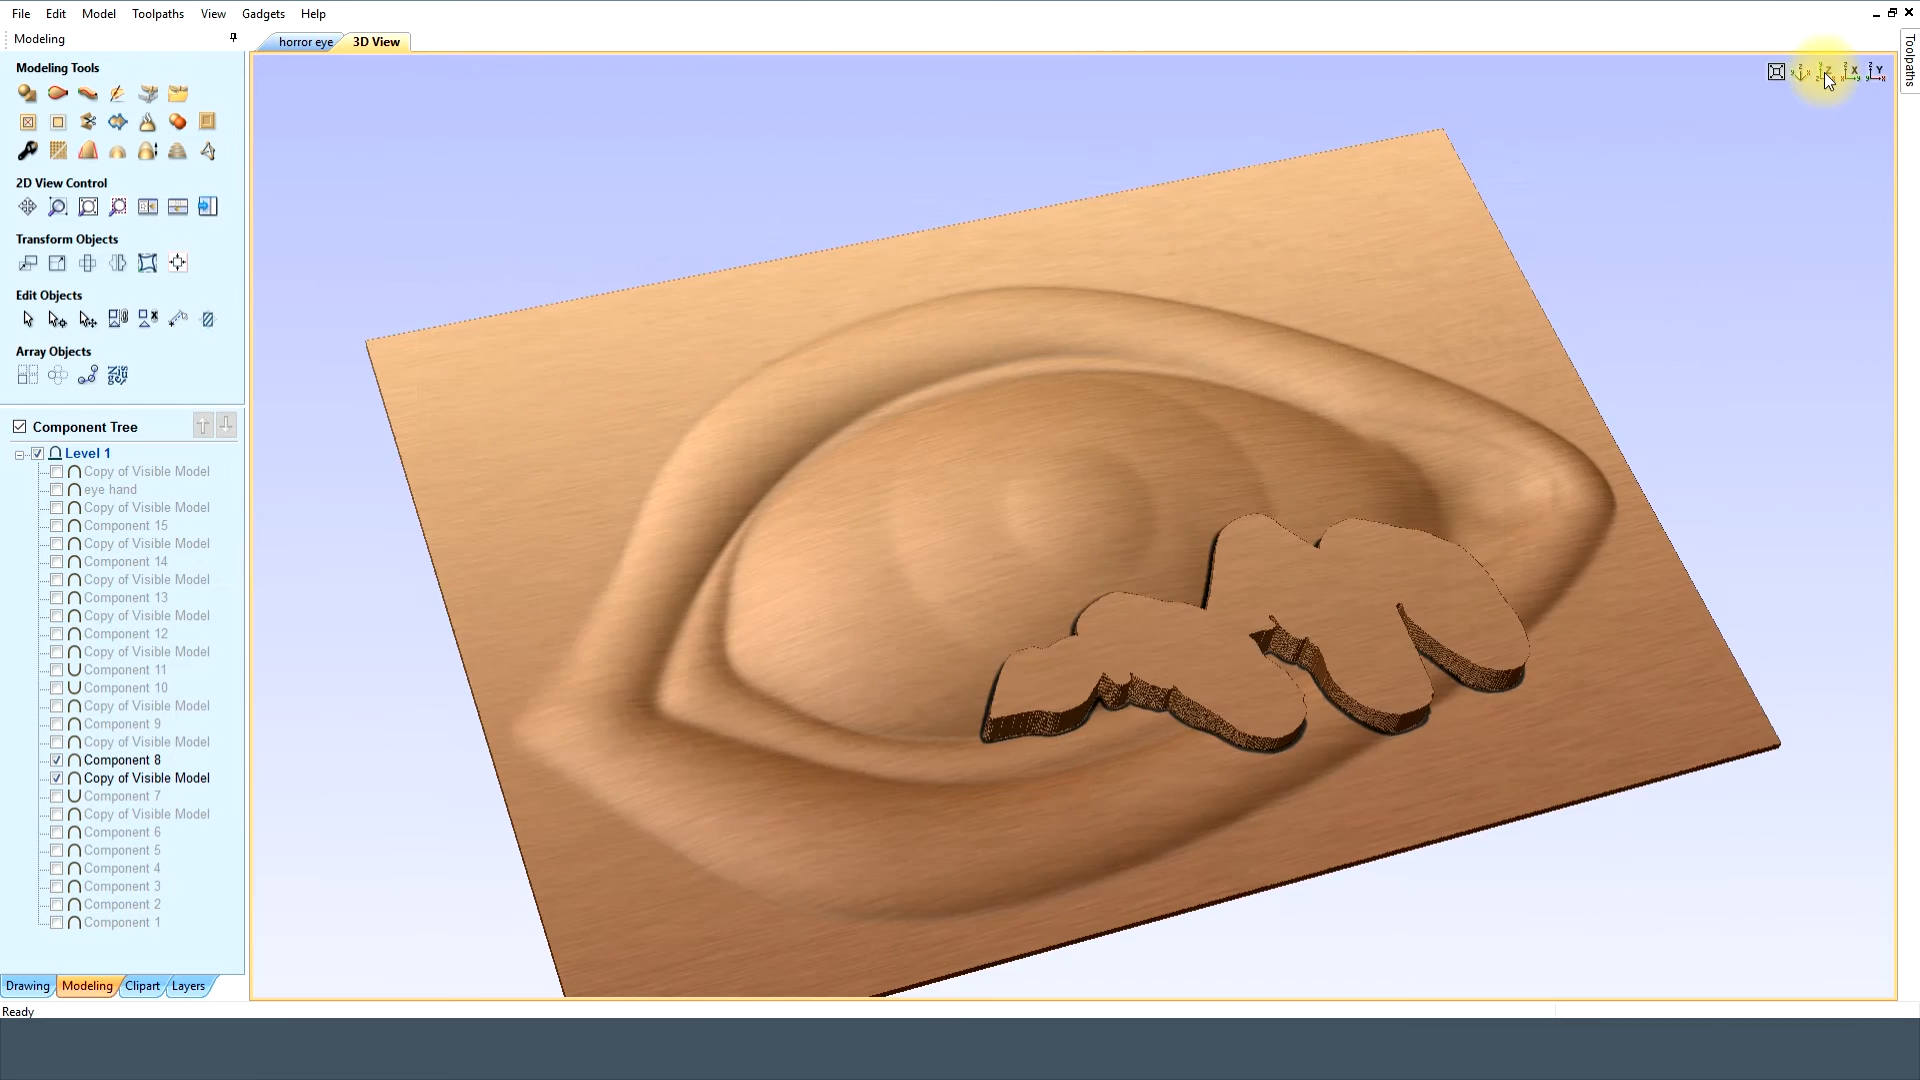 File Edit Model Toolpaths View Gadgets Help
Modeling
horror eye 3D View
Toolpaths
Modeling Tools
2D View Control
Transform Objects
Edit Objects
Array Objects
Component Tree
Level 1
Copy of Visible Model
eye hand
Copy of Visible Model
Component 15
Copy of Visible Model
Component 14
Copy of Visible Model
Component 13
Copy of Visible Model
Component 12
Copy of Visible Model
Component 11
Component 10
Copy of Visible Model
Component 9
Copy of Visible Model
Component 8
Copy of Visible Model
Component 7
Copy of Visible Model
Component 6
Component 5
Component 4
Component 3
Component 2
Component 1
Drawing Modeling Clipart Layers
Ready